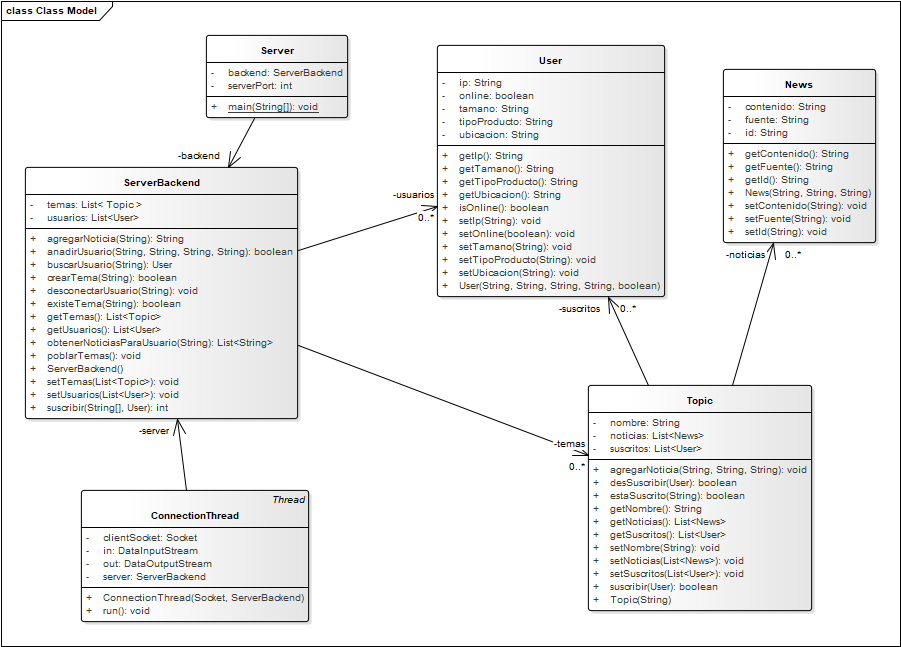 class Class Model
Server
- backend: ServerBackend
- serverPort: int
+ main(String[]): void
-backend
ServerBackend
- temas: List< Topic >
- usuarios: List<User>
+ agregarNoticia(String): String
+ anadirUsuario(String, String, String, String): boolean
+ buscarUsuario(String): User
+ crearTema(String): boolean
+ desconectarUsuario(String): void
+ existeTema(String): boolean
+ getTemas(): List<Topic>
+ getUsuarios(): List<User>
+ obtenerNoticiasParaUsuario(String): List<String>
+ poblarTemas(): void
+ ServerBackend()
+ setTemas(List<Topic>): void
+ setUsuarios(List<User>): void
+ suscribir(String[], User): int
-server
Thread
ConnectionThread
- clientSocket: Socket
- in: DataInputStream
- out: DataOutputStream
- server: ServerBackend
+ ConnectionThread(Socket, ServerBackend)
+ run(): void
-usuarios
0..*
User
- ip: String
- online: boolean
- tamano: String
- tipoProducto: String
- ubicacion: String
+ getIp(): String
+ getTamano(): String
+ getTipoProducto(): String
+ getUbicacion(): String
+ isOnline(): boolean
+ setIp(String): void
+ setOnline(boolean): void
+ setTamano(String): void
+ setTipoProducto(String): void
+ setUbicacion(String): void
+ User(String, String, String, String, boolean)
-suscritos
0..*
News
- contenido: String
- fuente: String
- id: String
+ getContenido(): String
+ getFuente(): String
+ getId(): String
+ News(String, String, String)
+ setContenido(String): void
+ setFuente(String): void
+ setId(String): void
-noticias
0..*
-temas
0..*
Topic
- nombre: String
- noticias: List<News>
- suscritos: List<User>
+ agregarNoticia(String, String, String): void
+ desSuscribir(User): boolean
+ estaSuscrito(String): boolean
+ getNombre(): String
+ getNoticias(): List<News>
+ getSuscritos(): List<User>
+ setNombre(String): void
+ setNoticias(List<News>): void
+ setSuscritos(List<User>): void
+ suscribir(User): boolean
+ Topic(String)